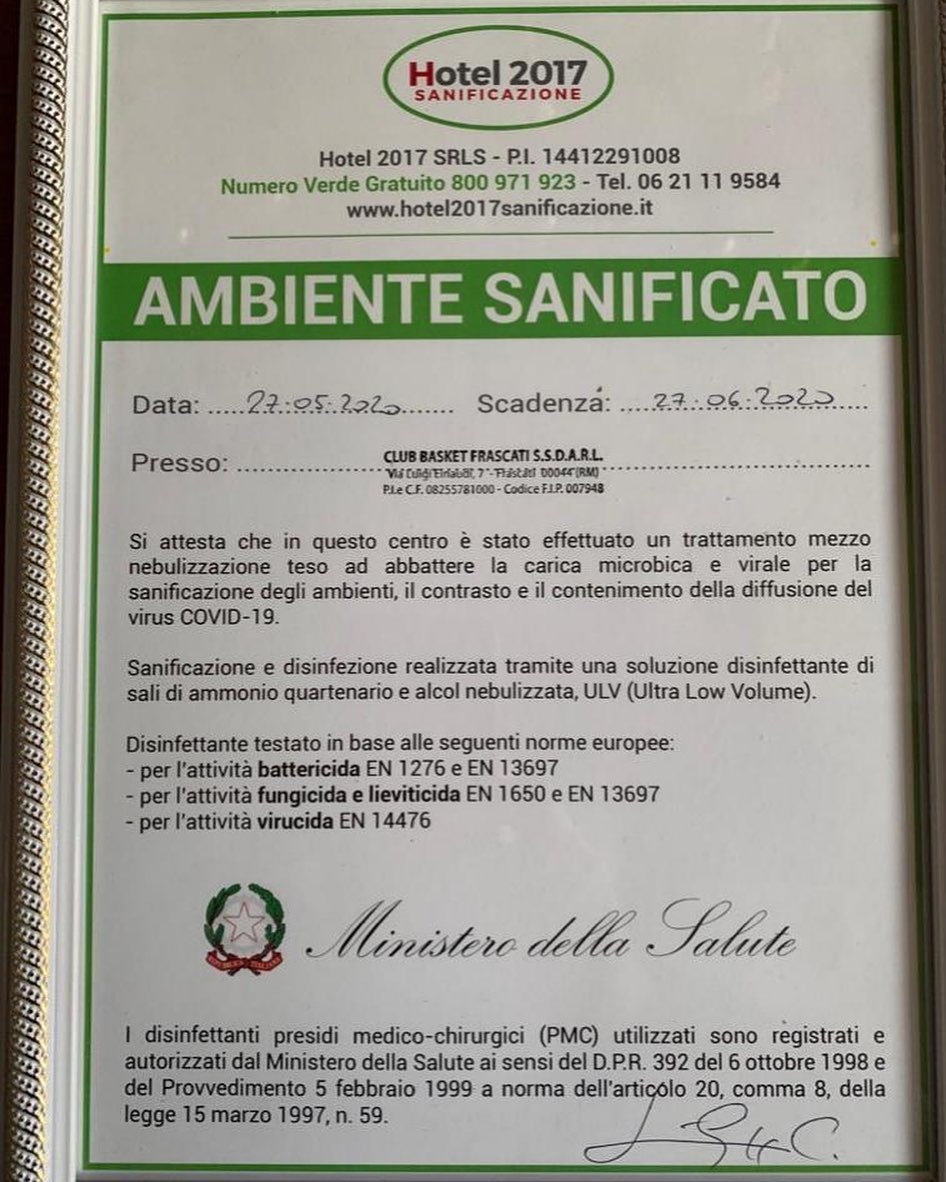 Hotel 2017
SANIFICAZIONE
Hotel 2017 SRLS - P.I. 14412291008
Numero Verde Gratuito 800 971 923 - Tel. 06 21 11 9584
www.hotel2017sanificazione.it
AMBIENTE SANIFICATO
Data: .....27.05.2020....... Scadenza: .....27.06.2020.....
Presso: ..................CLUB BASKET FRASCATI S.S.D.A.R.L.
Via Luigi 7 - Frascati 00044 (RM)
P.I.e C.F. 08255781000 - Codice F.I.P. 007948
Si attesta che in questo centro è stato effettuato un trattamento mezzo
nebulizzazione teso ad abbattere la carica microbica e virale per la
sanificazione degli ambienti, il contrasto e il contenimento della diffusione del
virus COVID-19.
Sanificazione e disinfezione realizzata tramite una soluzione disinfettante di
sali di ammonio quartenario e alcol nebulizzata, ULV (Ultra Low Volume).
Disinfettante testato in base alle seguenti norme europee:
- per l'attività battericida EN 1276 e EN 13697
- per l'attività fungicida e lieviticida EN 1650 e EN 13697
- per l'attività virucida EN 14476
Ministero della Salute
I disinfettanti presidi medico-chirurgici (PMC) utilizzati sono registrati e
autorizzati dal Ministero della Salute ai sensi del D.P.R. 392 del 6 ottobre 1998 e
del Provvedimento 5 febbraio 1999 a norma dell'articolo 20, comma 8, della
legge 15 marzo 1997, n. 59.